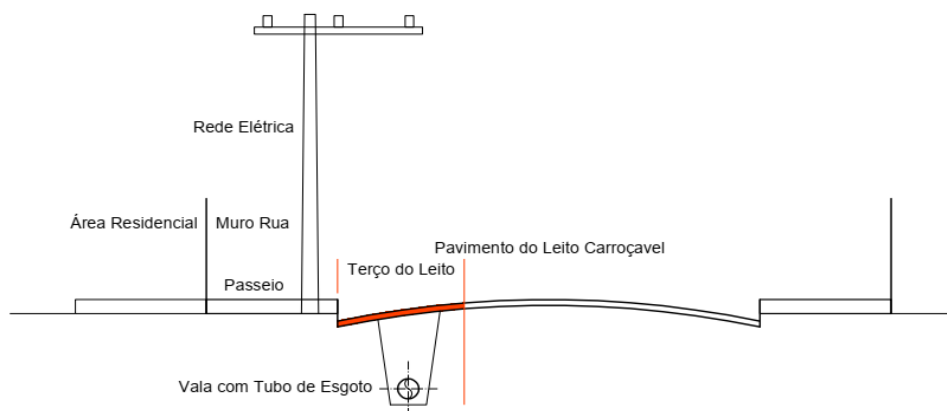 Rede Elétrica
Área Residencial
Muro Rua
Pavimento do Leito Carroçavel
Terço do Leito
Passeio
Vala com Tubo de Esgoto